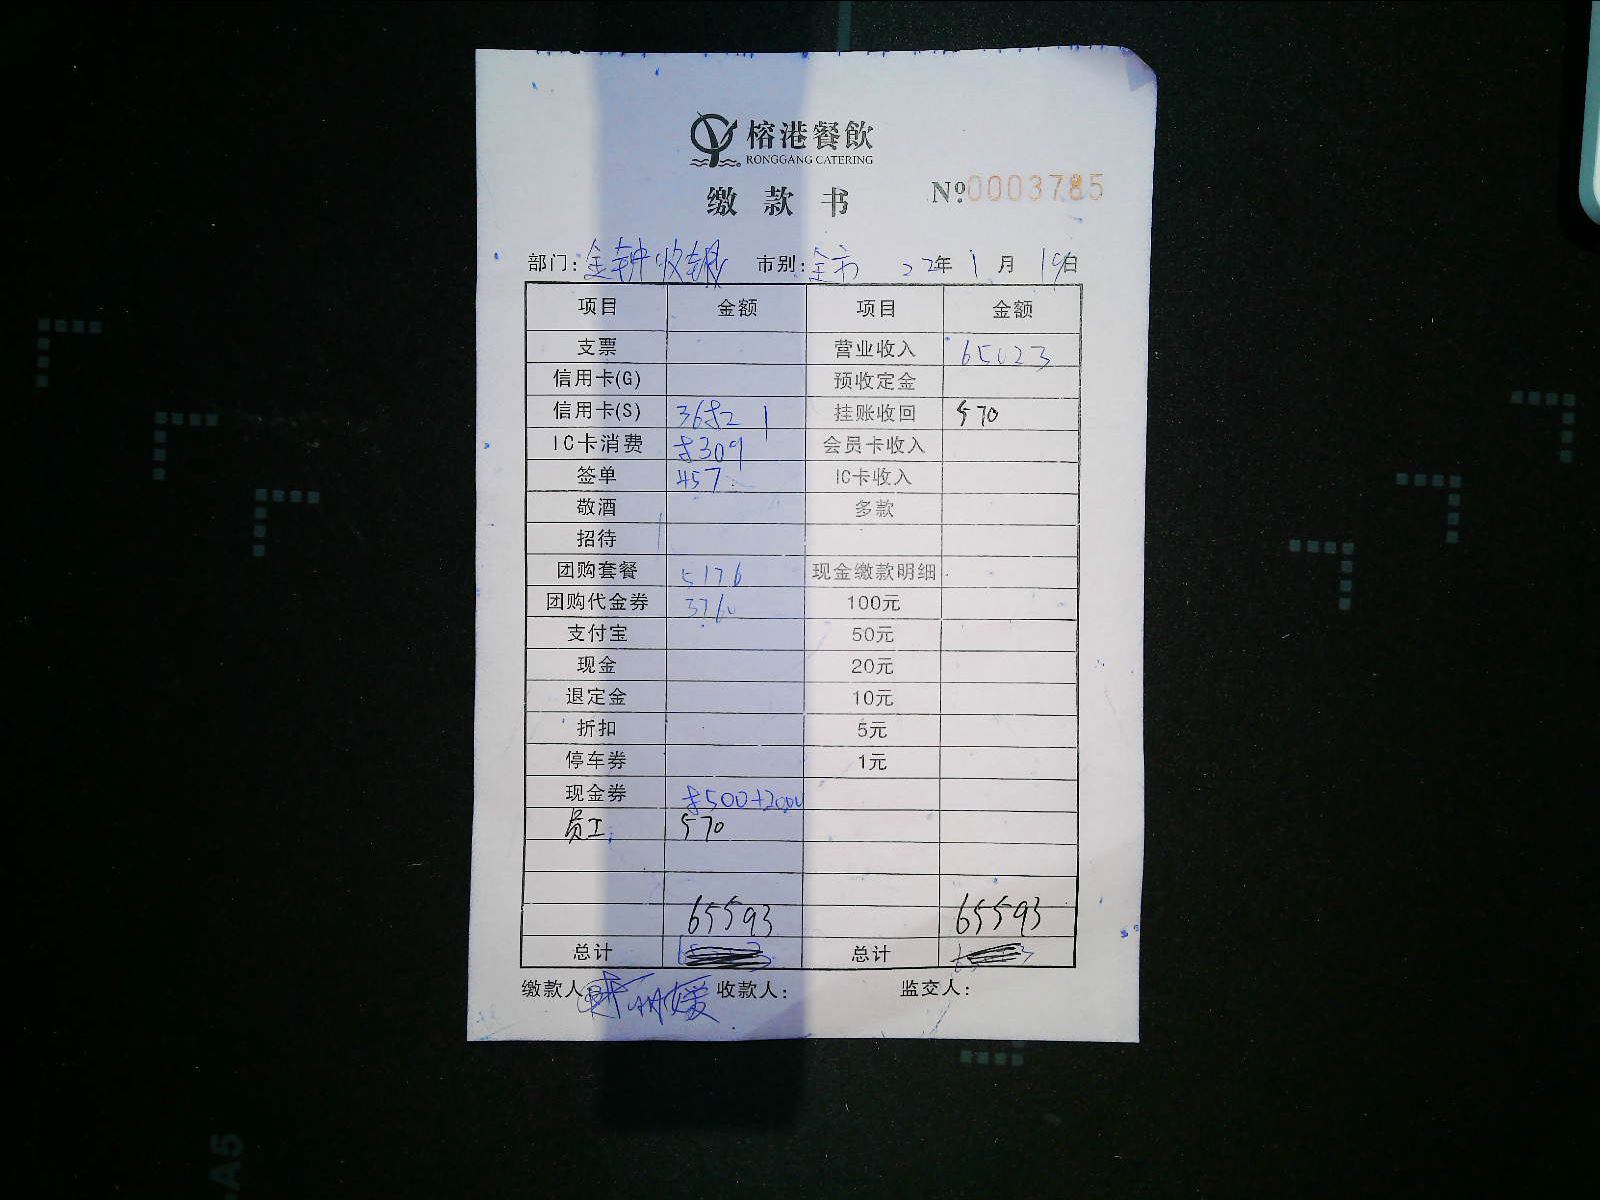 榕港餐飲
RONGGANG CATERING
缴款书 №0003785
部门: 金钟收银 市别: 全市 22年 1月 19日
项目 金额 项目 金额
支票 营业收入 65023
信用卡(G) 预收定金
信用卡(S) 36821 挂账收回 570
IC卡消费 8309 会员卡收入
签单 457 IC卡收入
敬酒 多款
招待
团购套餐 5176 现金缴款明细
团购代金券 3760 100元
支付宝 50元
现金 20元
退定金 10元
折扣 5元
停车券 1元
现金券 8500+2000
员工 570
65593 65593
总计 总计
缴款人 收款人: 监交人:
A5